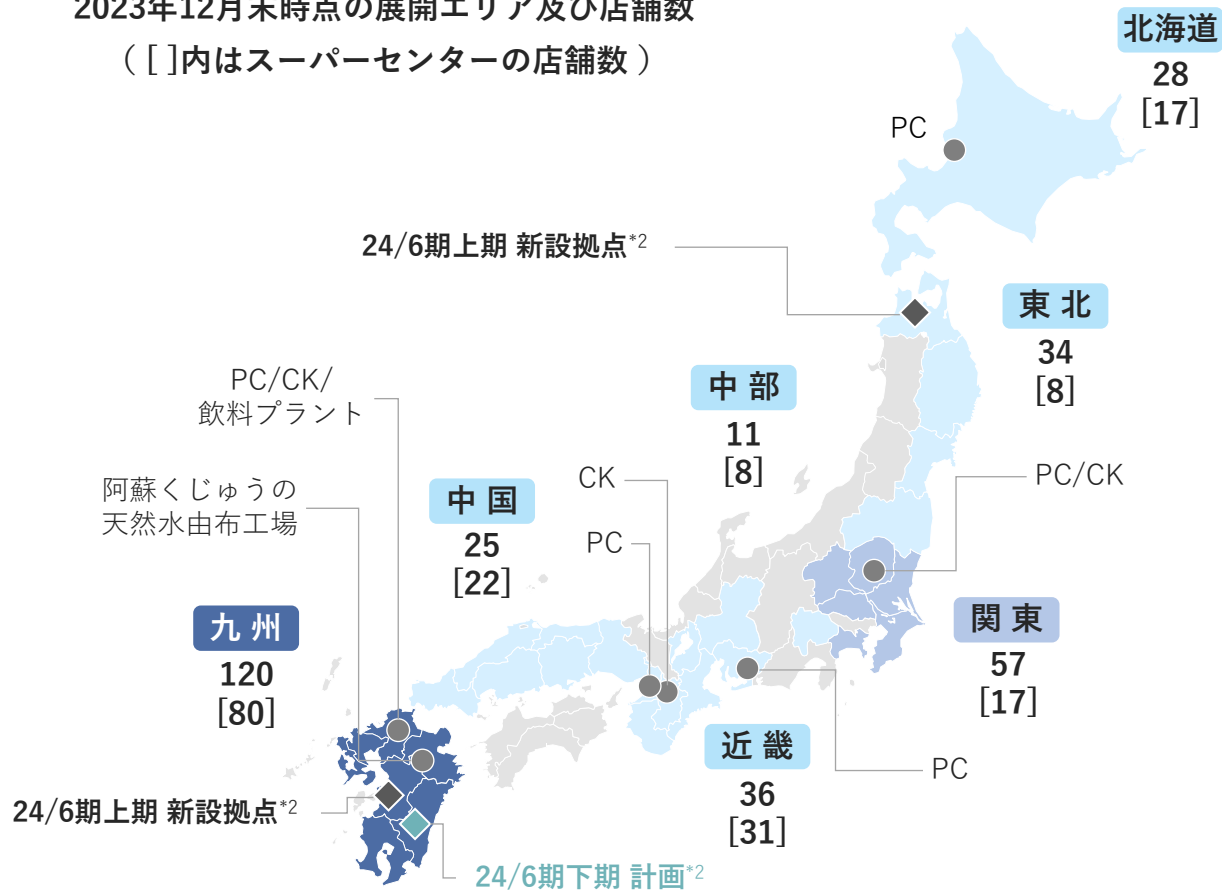 2023年12月末時点の展開エリア及び店舗数
（ [ ]内はスーパーセンターの店舗数 ）
北海道
28
[17]
PC
24/6期上期 新設拠点*2
東 北
34
[8]
PC/CK/
飲料プラント
中 部
11
[8]
阿蘇くじゅうの
天然水由布工場
中 国
25
[22]
CK
PC
PC/CK
九 州
120
[80]
関 東
57
[17]
近 畿
36
[31]
PC
24/6期上期 新設拠点*2
24/6期下期 計画*2